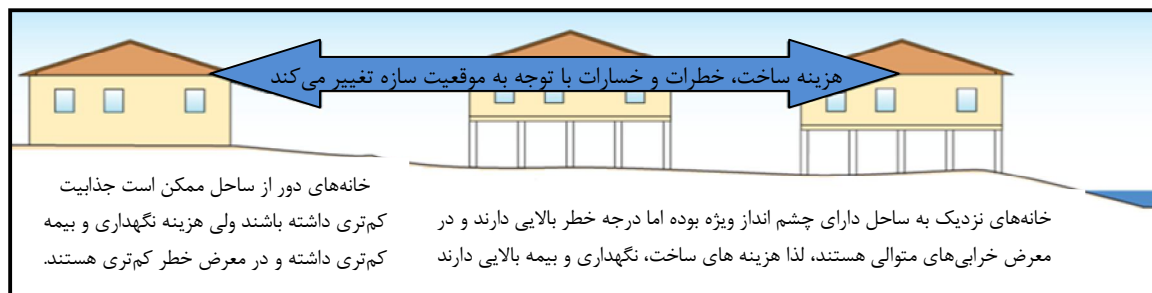 هزینه ساخت، خطرات و خسارات با توجه به موقعیت سازه تغییر می‌کند
خانه‌های نزدیک به ساحل دارای چشم انداز ویژه بوده اما درجه خطر بالایی دارند و در
معرض خرابی‌های متوالی هستند، لذا هزینه های ساخت، نگهداری و بیمه بالایی دارند
خانه‌های دور از ساحل ممکن است جذابیت
کم‌تری داشته باشند ولی هزینه نگهداری و بیمه
کم‌تری داشته و در معرض خطر کم‌تری هستند.